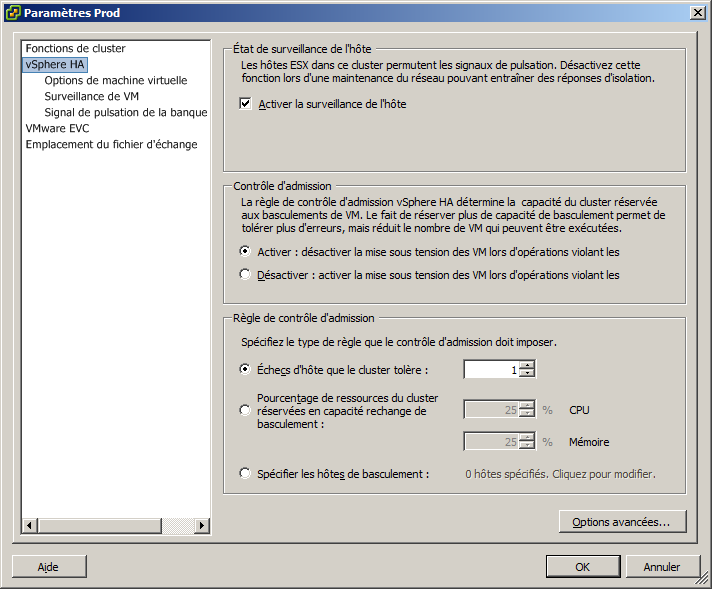 Paramètres Prod
Fonctions de cluster
vSphere HA
Options de machine virtuelle
Surveillance de VM
Signal de pulsation de la banque
VMware EVC
Emplacement du fichier d'échange
État de surveillance de l'hôte
Les hôtes ESX dans ce cluster permutent les signaux de pulsation. Désactivez cette
fonction lors d'une maintenance du réseau pouvant entraîner des réponses d'isolation.
Activer la surveillance de l'hôte
Contrôle d'admission
La règle de contrôle d'admission vSphere HA détermine la capacité du cluster réservée
aux basculements de VM. Le fait de réserver plus de capacité de basculement permet de
tolérer plus d'erreurs, mais réduit le nombre de VM qui peuvent être exécutées.
Activer : désactiver la mise sous tension des VM lors d'opérations violant les
Désactiver : activer la mise sous tension des VM lors d'opérations violant les
Règle de contrôle d'admission
Spécifiez le type de règle que le contrôle d'admission doit imposer.
Échecs d'hôte que le cluster tolère : 1
Pourcentage de ressources du cluster
réservées en capacité rechange de
basculement :
25 % CPU
25 % Mémoire
Spécifier les hôtes de basculement : 0 hôtes spécifiés. Cliquez pour modifier.
Options avancées...
Aide
OK
Annuler